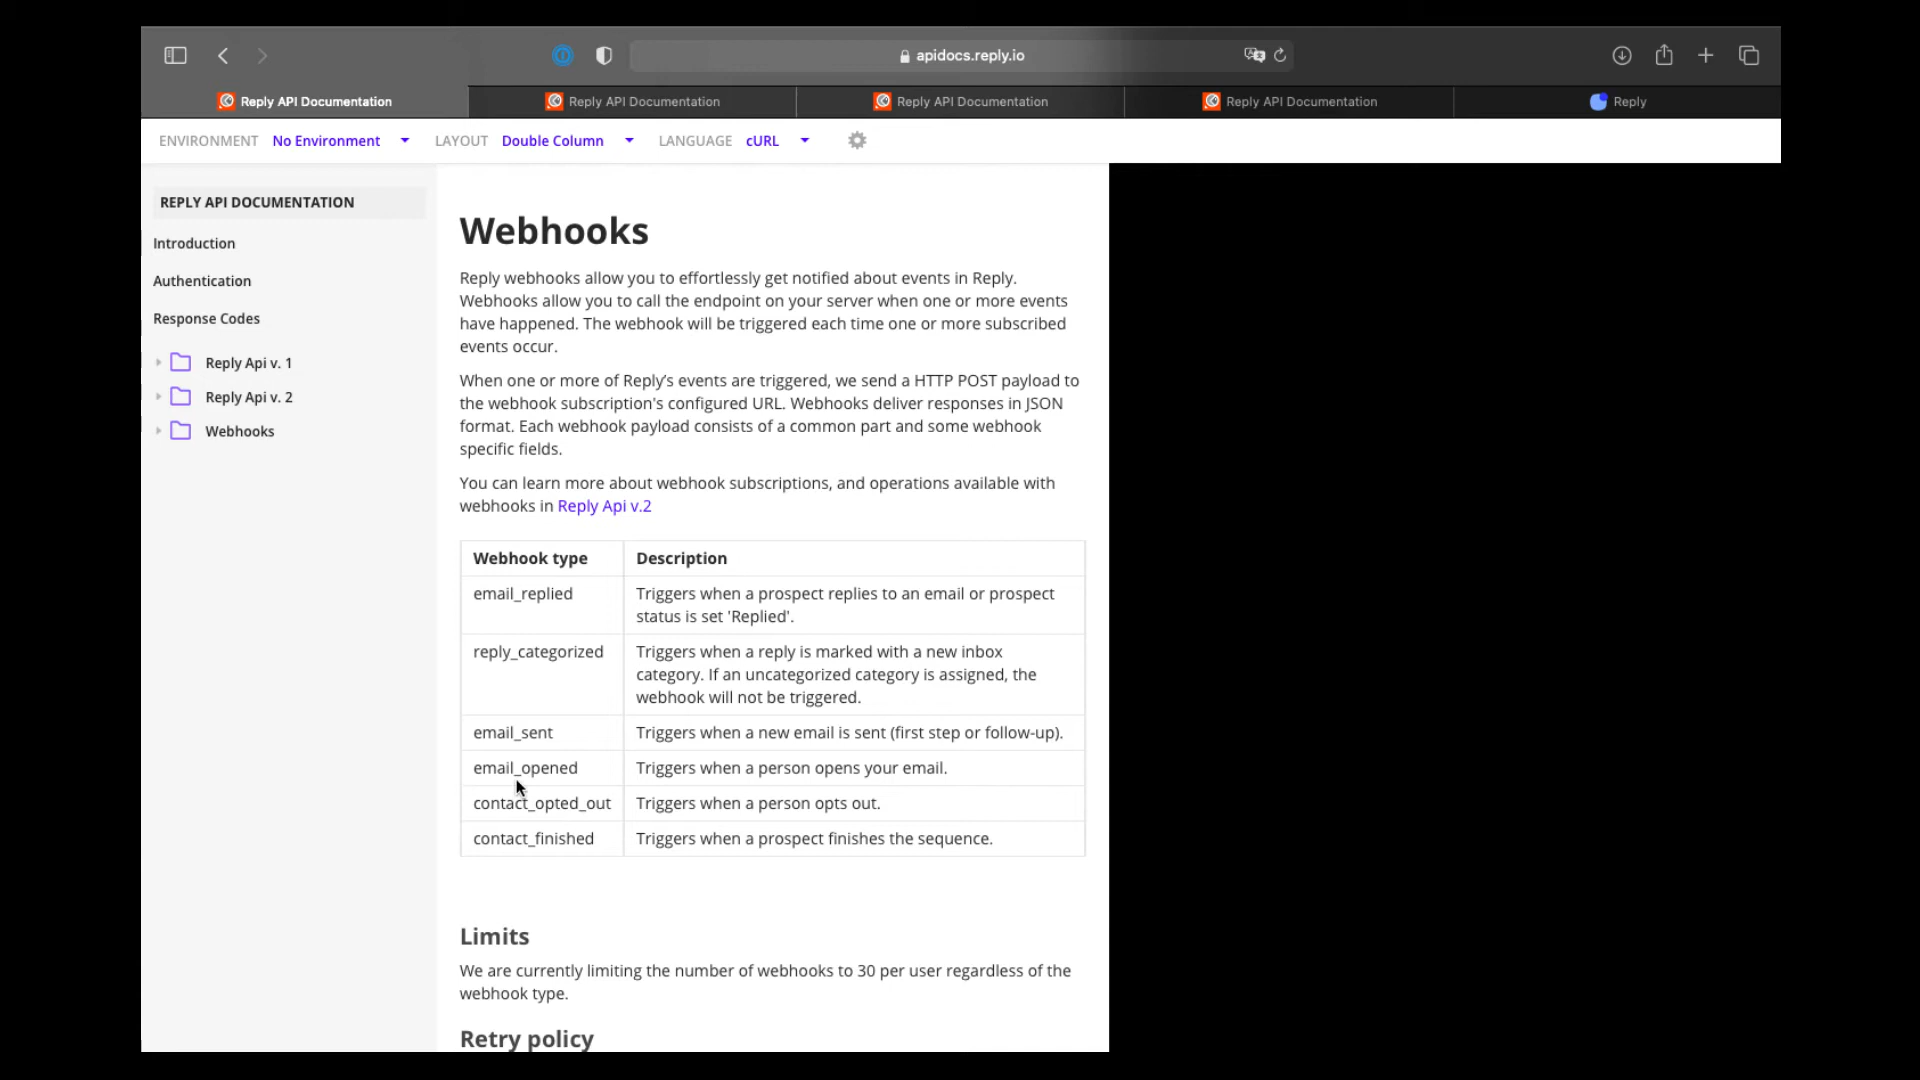 apidocs.reply.io
Reply API Documentation
Reply API Documentation
Reply API Documentation
Reply API Documentation
Reply
ENVIRONMENT No Environment LAYOUT Double Column LANGUAGE cURL
REPLY API DOCUMENTATION
Introduction
Authentication
Response Codes
Reply Api v. 1
Reply Api v. 2
Webhooks
Webhooks
Reply webhooks allow you to effortlessly get notified about events in Reply.
Webhooks allow you to call the endpoint on your server when one or more events
have happened. The webhook will be triggered each time one or more subscribed
events occur.
When one or more of Reply’s events are triggered, we send a HTTP POST payload to
the webhook subscription's configured URL. Webhooks deliver responses in JSON
format. Each webhook payload consists of a common part and some webhook
specific fields.
You can learn more about webhook subscriptions, and operations available with
webhooks in Reply Api v.2
Webhook type Description
email_replied Triggers when a prospect replies to an email or prospect
status is set 'Replied'.
reply_categorized Triggers when a reply is marked with a new inbox
category. If an uncategorized category is assigned, the
webhook will not be triggered.
email_sent Triggers when a new email is sent (first step or follow-up).
email_opened Triggers when a person opens your email.
contact_opted_out Triggers when a person opts out.
contact_finished Triggers when a prospect finishes the sequence.
Limits
We are currently limiting the number of webhooks to 30 per user regardless of the
webhook type.
Retry policy